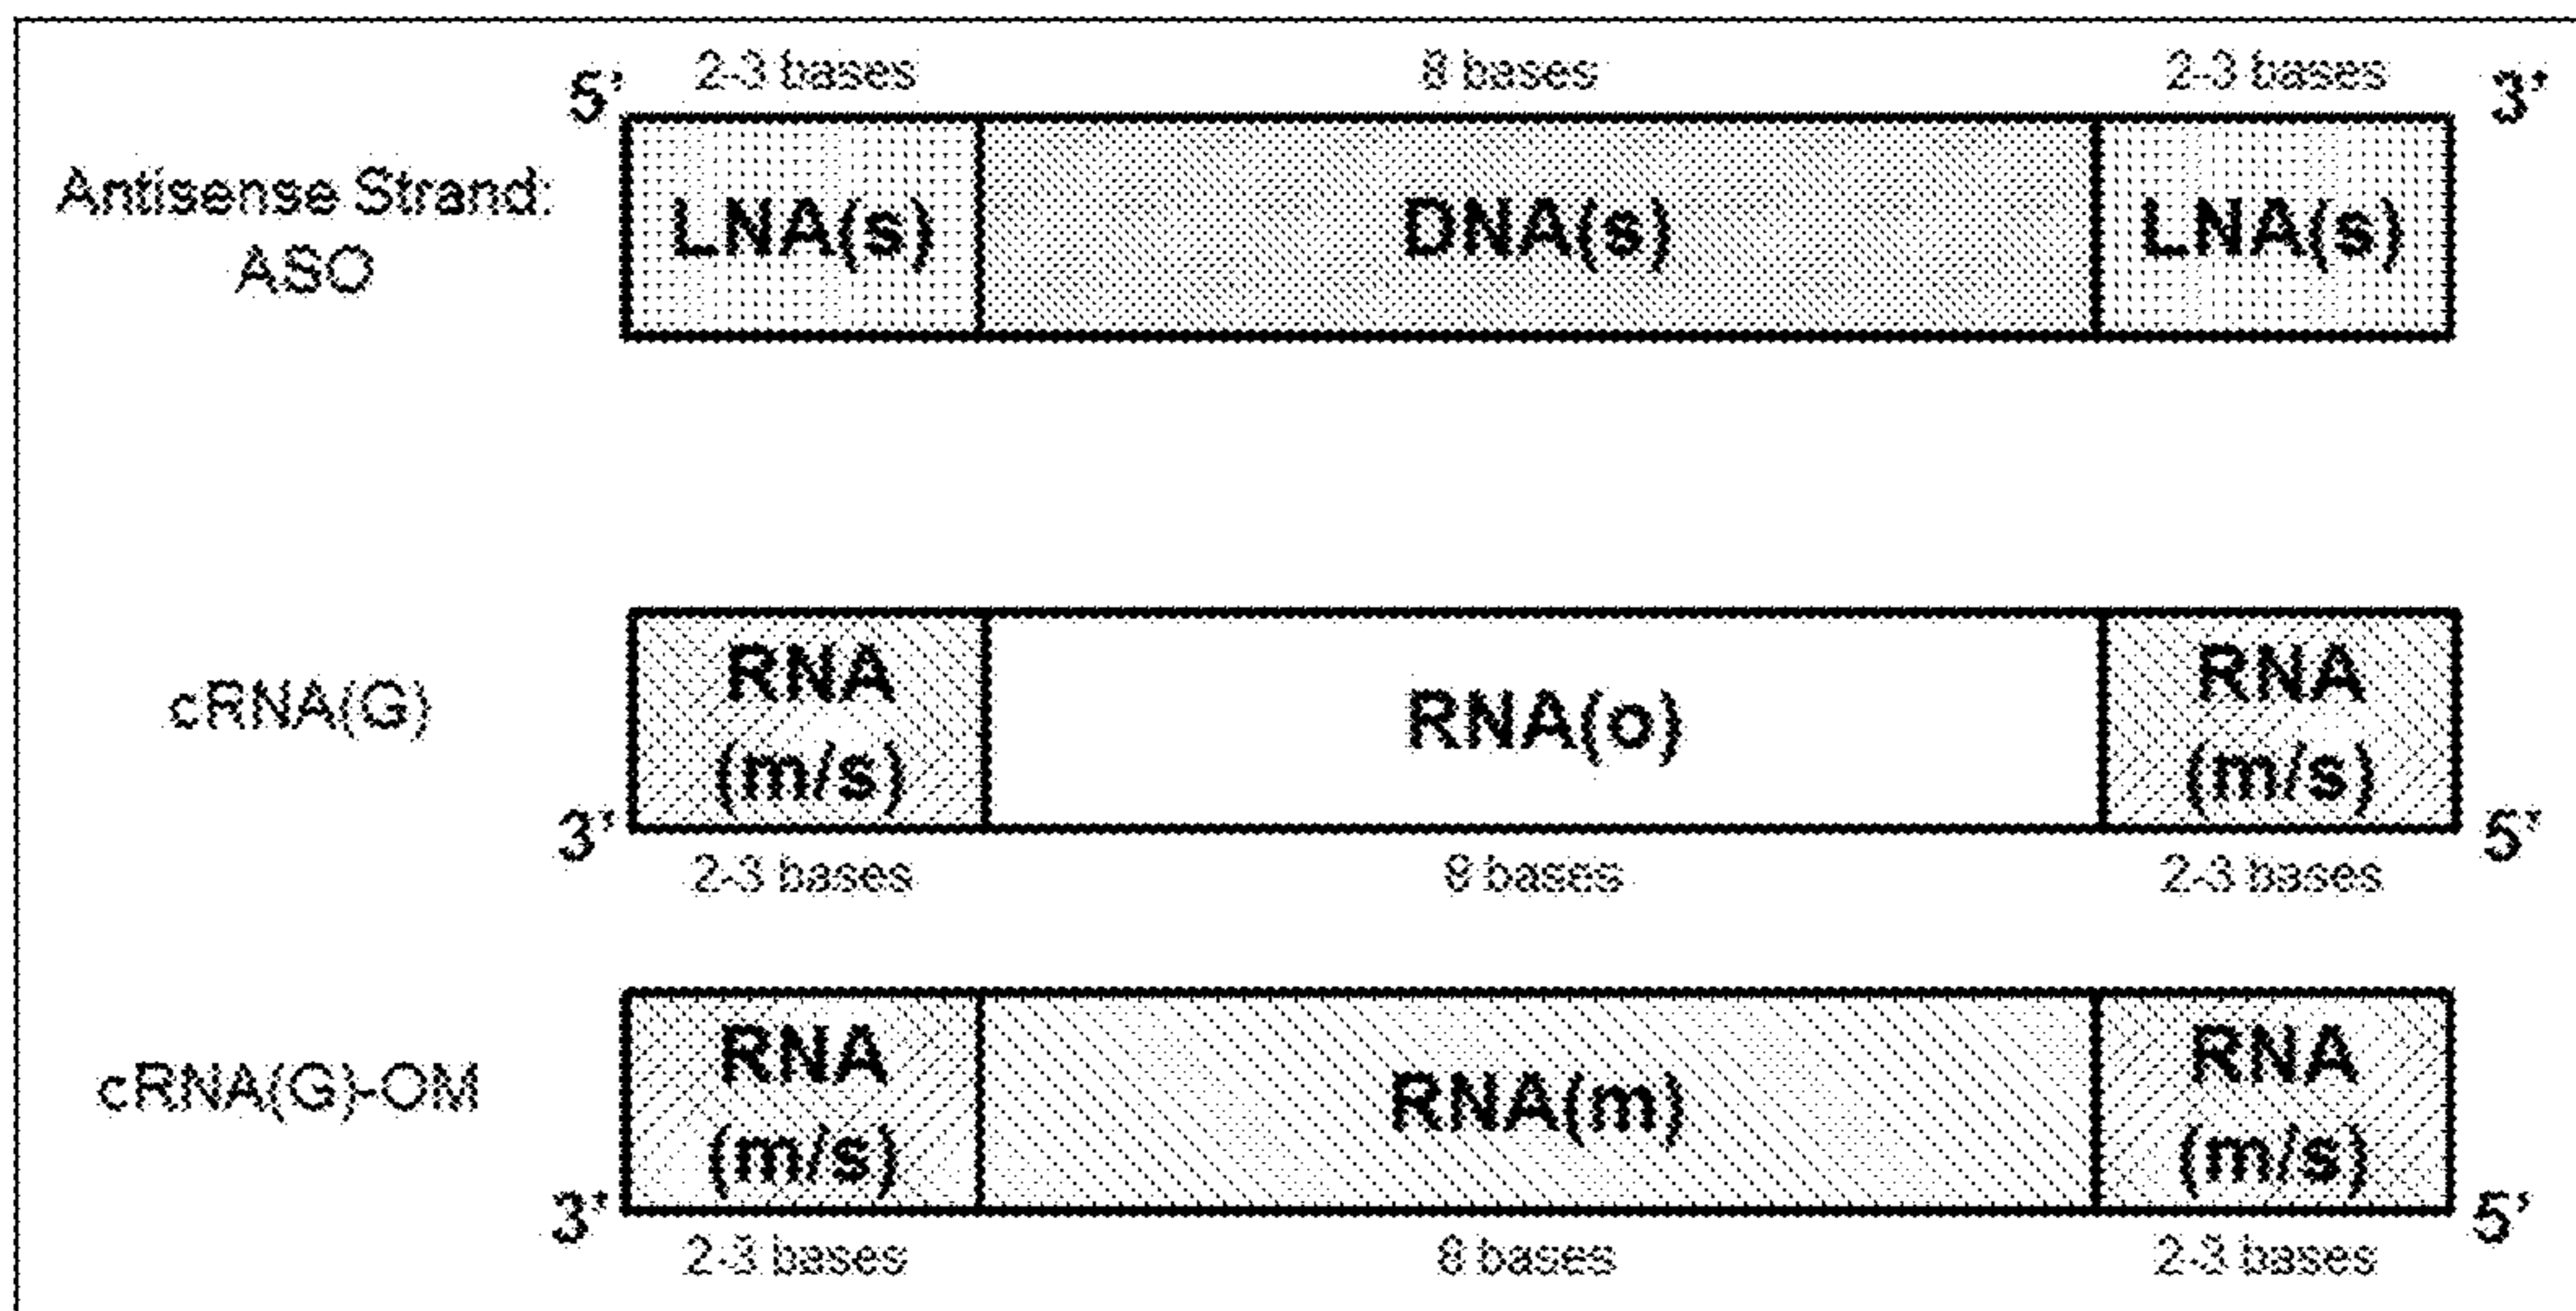 2-3 bases 8 bases 2-3 bases
5' 3'
Antisense Strand:
ASO
LNA(s) DNA(s) LNA(s)
cRNA(G)
RNA
(m/s)
RNA(o)
RNA
(m/s)
3' 5'
2-3 bases 8 bases 2-3 bases
cRNA(G)-OM
RNA
(m/s)
RNA(m)
RNA
(m/s)
3' 5'
2-3 bases 8 bases 2-3 bases